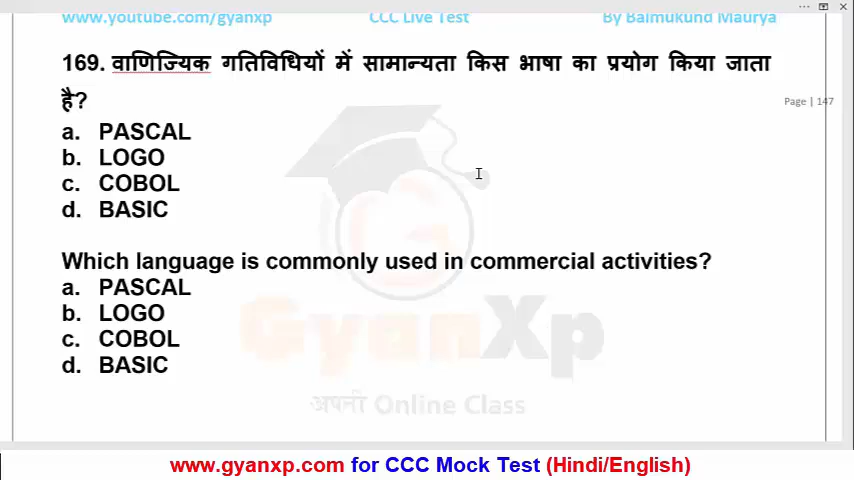 www.youtube.com/gyanxp CCC Live Test By Balmukund Maurya
169. वाणिज्यिक गतिविधियों में सामान्यता किस भाषा का प्रयोग किया जाता
है?
Page | 147
a. PASCAL
b. LOGO
c. COBOL
d. BASIC
Which language is commonly used in commercial activities?
a. PASCAL
b. LOGO
c. COBOL
d. BASIC
GyanXp
अपनी Online Class
www.gyanxp.com for CCC Mock Test (Hindi/English)